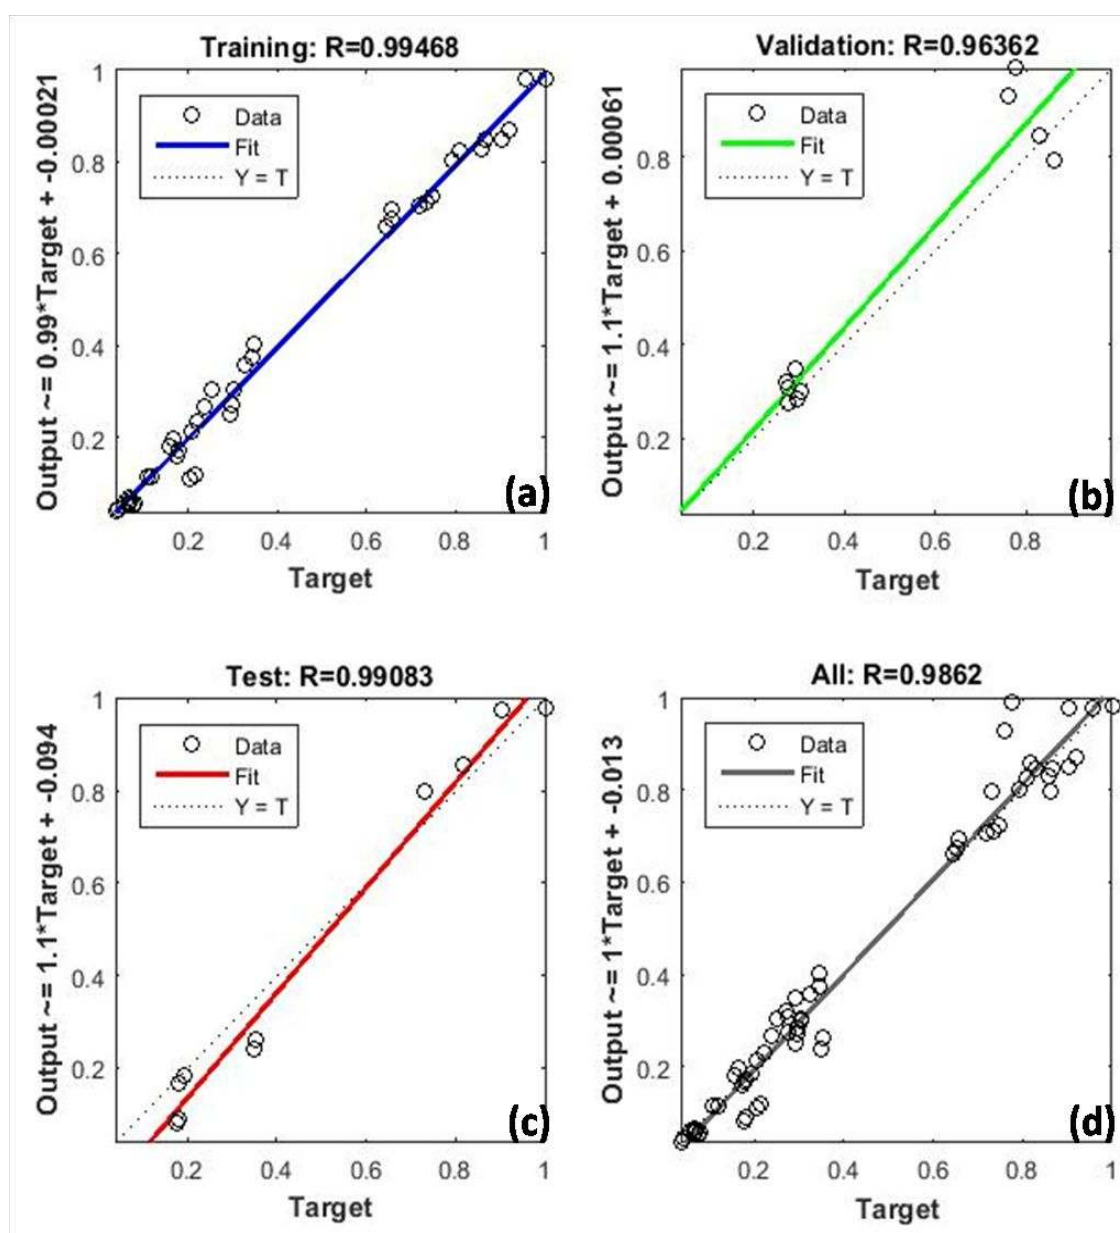 Training: R=0.99468
Output ~= 0.99*Target + -0.00021
1
0.8
0.6
0.4
0.2
Data
Fit
Y = T
(a)
0.2 0.4 0.6 0.8 1
Target
Validation: R=0.96362
Output ~= 1.1*Target + 0.00061
1
0.8
0.6
0.4
0.2
Data
Fit
Y = T
(b)
0.2 0.4 0.6 0.8
Target
Test: R=0.99083
Output ~= 1.1*Target + -0.094
1
0.8
0.6
0.4
0.2
Data
Fit
Y = T
(c)
0.2 0.4 0.6 0.8 1
Target
All: R=0.9862
Output ~= 1*Target + -0.013
1
0.8
0.6
0.4
0.2
Data
Fit
Y = T
(d)
0.2 0.4 0.6 0.8 1
Target